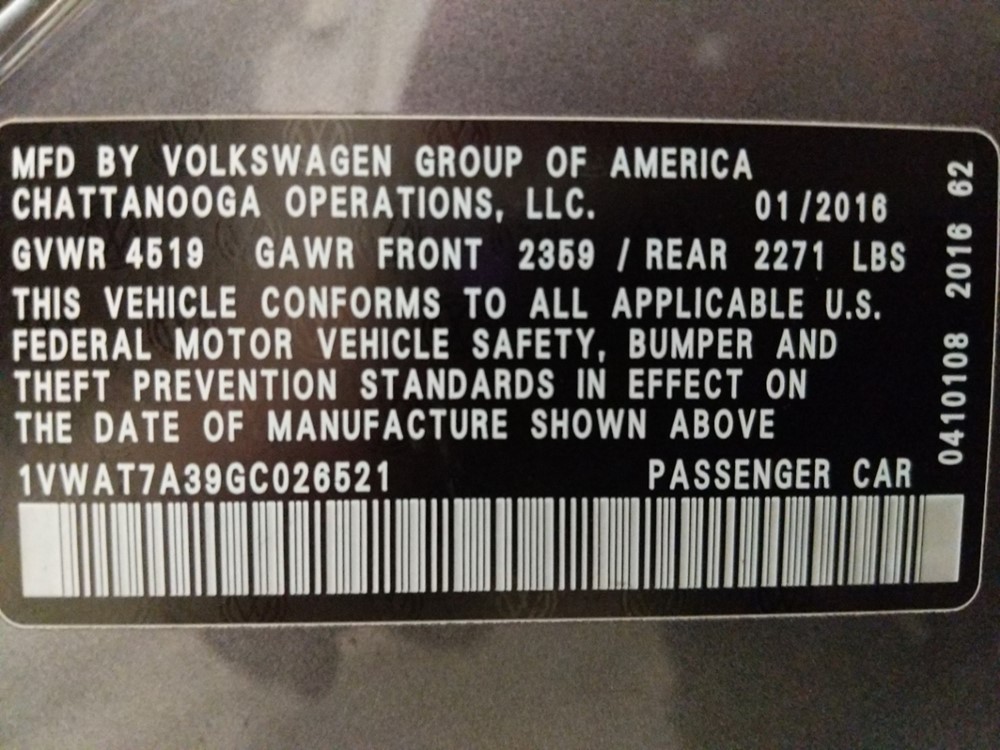 MFD BY VOLKSWAGEN GROUP OF AMERICA
CHATTANOOGA OPERATIONS, LLC. 01/2016
GVWR 4519 GAWR FRONT 2359 / REAR 2271 LBS
THIS VEHICLE CONFORMS TO ALL APPLICABLE U.S.
FEDERAL MOTOR VEHICLE SAFETY, BUMPER AND
THEFT PREVENTION STANDARDS IN EFFECT ON
THE DATE OF MANUFACTURE SHOWN ABOVE
1VWAT7A39GC026521 PASSENGER CAR
0410108 2016 62